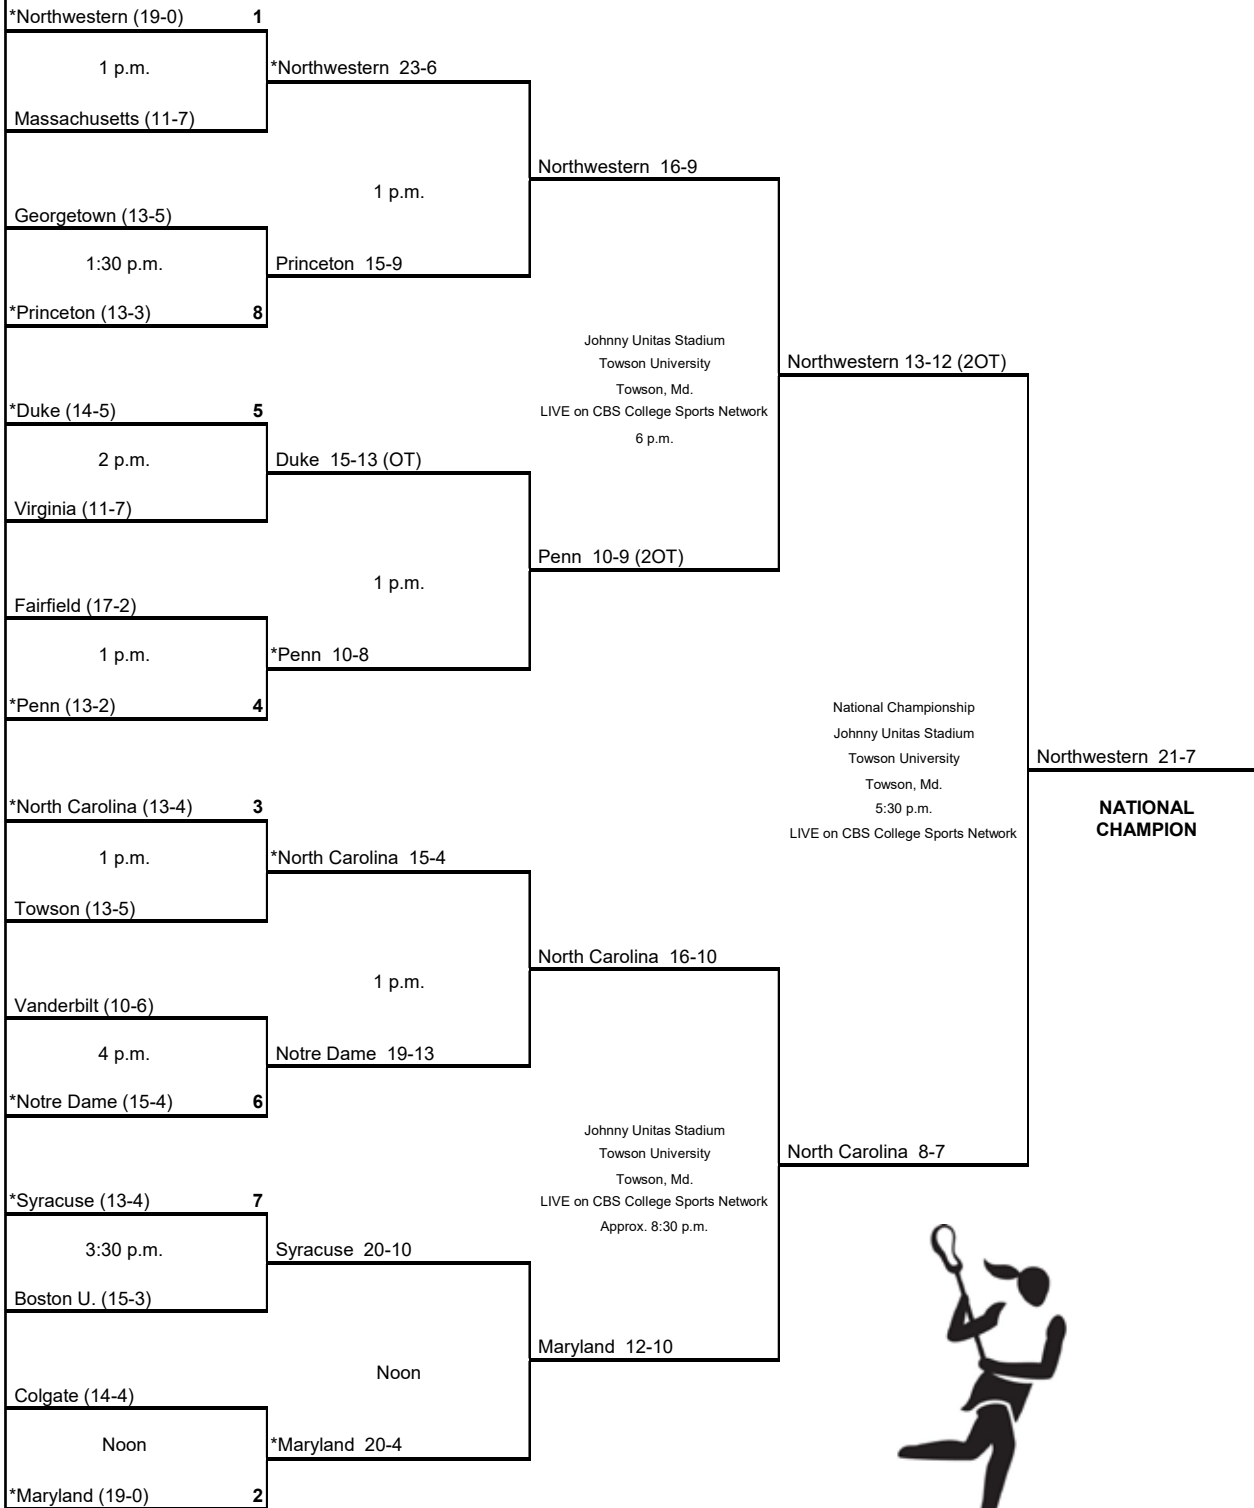 *Northwestern (19-0) 1
1 p.m.
*Northwestern 23-6
Massachusetts (11-7)
Northwestern 16-9
1 p.m.
Georgetown (13-5)
1:30 p.m.
Princeton 15-9
*Princeton (13-3) 8
Johnny Unitas Stadium
Towson University
Towson, Md.
LIVE on CBS College Sports Network
6 p.m.
Northwestern 13-12 (2OT)
*Duke (14-5) 5
2 p.m.
Duke 15-13 (OT)
Virginia (11-7)
Penn 10-9 (2OT)
1 p.m.
Fairfield (17-2)
1 p.m.
*Penn 10-8
*Penn (13-2) 4
National Championship
Johnny Unitas Stadium
Towson University
Towson, Md.
5:30 p.m.
LIVE on CBS College Sports Network
Northwestern 21-7
NATIONAL
CHAMPION
*North Carolina (13-4) 3
1 p.m.
*North Carolina 15-4
Towson (13-5)
North Carolina 16-10
1 p.m.
Vanderbilt (10-6)
4 p.m.
Notre Dame 19-13
*Notre Dame (15-4) 6
Johnny Unitas Stadium
Towson University
Towson, Md.
LIVE on CBS College Sports Network
Approx. 8:30 p.m.
North Carolina 8-7
*Syracuse (13-4) 7
3:30 p.m.
Syracuse 20-10
Boston U. (15-3)
Maryland 12-10
Noon
Colgate (14-4)
Noon
*Maryland 20-4
*Maryland (19-0) 2